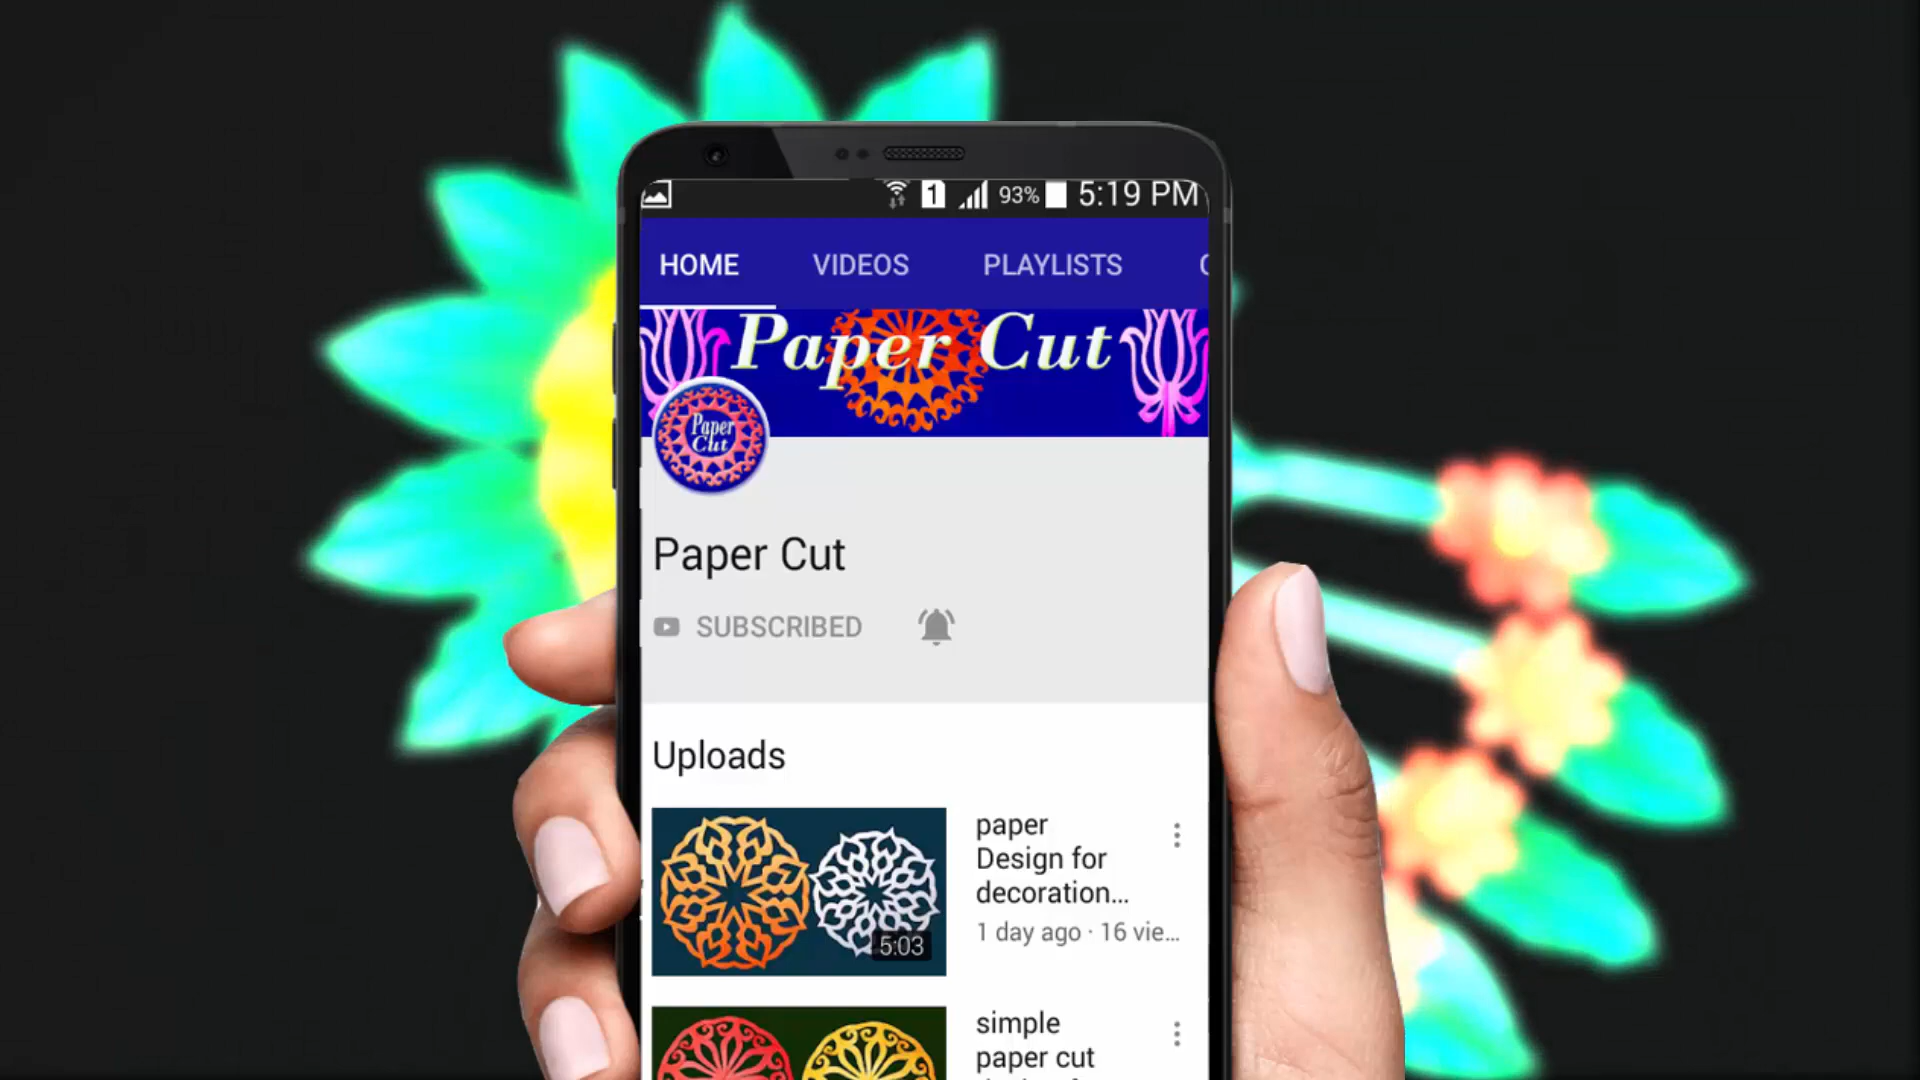 1 93% 5:19 PM
HOME VIDEOS PLAYLISTS
Paper Cut
Paper
Cut
Paper Cut
SUBSCRIBED
Uploads
paper
Design for
decoration...
1 day ago · 16 vie...
5:03
simple
paper cut